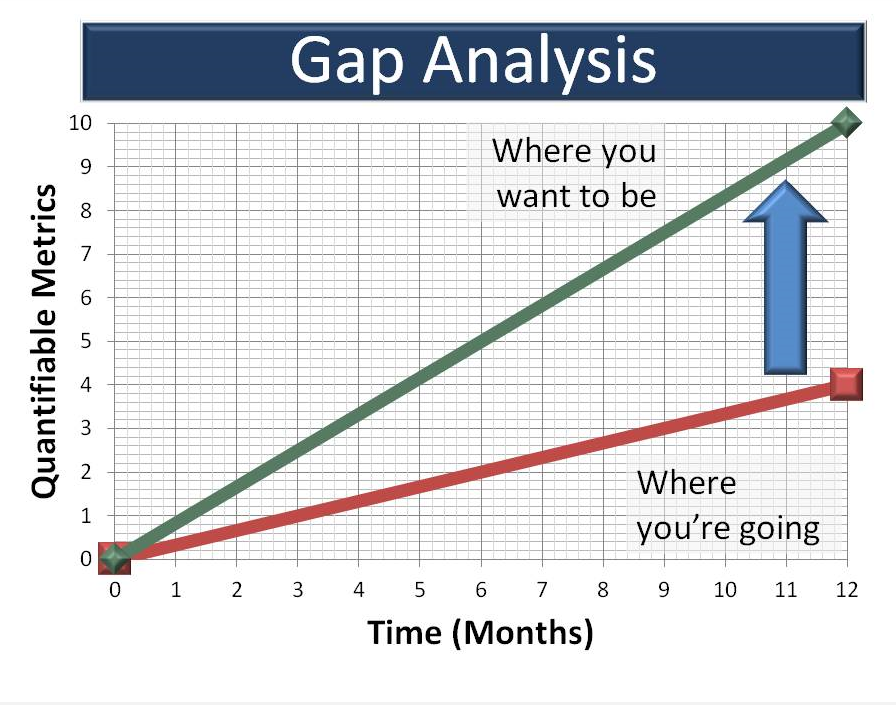 Gap Analysis
Quantifiable Metrics
10
9
8
7
6
5
4
3
2
1
0
Where you
want to be
Where
you're going
0 1 2 3 4 5 6 7 8 9 10 11 12
Time (Months)